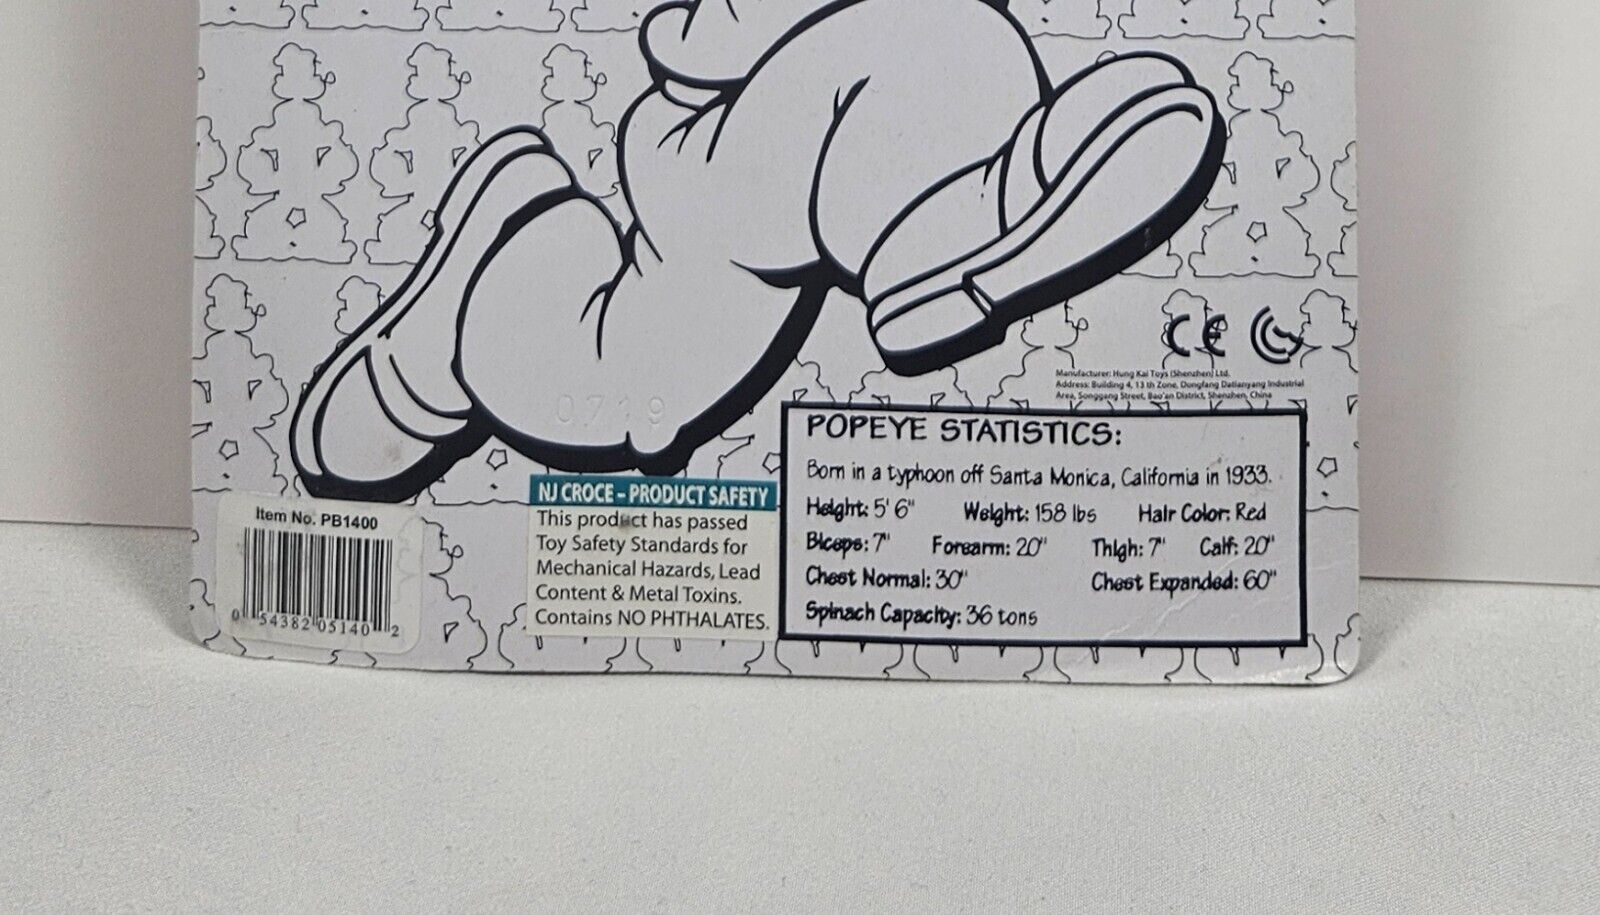 CE
Manufacturer: Hung Kai Toys (Shenzhen) Ltd.
Address: Building 4, 13 th Zone, Dongfang Datianyang Industrial
Area, Songgang Street, Bao'an District, Shenzhen, China
0719
POPEYE STATISTICS:
Born in a typhoon off Santa Monica, California in 1933.
Height: 5' 6" Weight: 158 lbs Hair Color: Red
Biceps: 7" Forearm: 20" Thigh: 7" Calf: 20"
Chest Normal: 30" Chest Expanded: 60"
Spinach Capacity: 36 tons
NJ CROCE – PRODUCT SAFETY
This product has passed
Toy Safety Standards for
Mechanical Hazards, Lead
Content & Metal Toxins.
Contains NO PHTHALATES.
Item No. PB1400
0 54382 05140 2